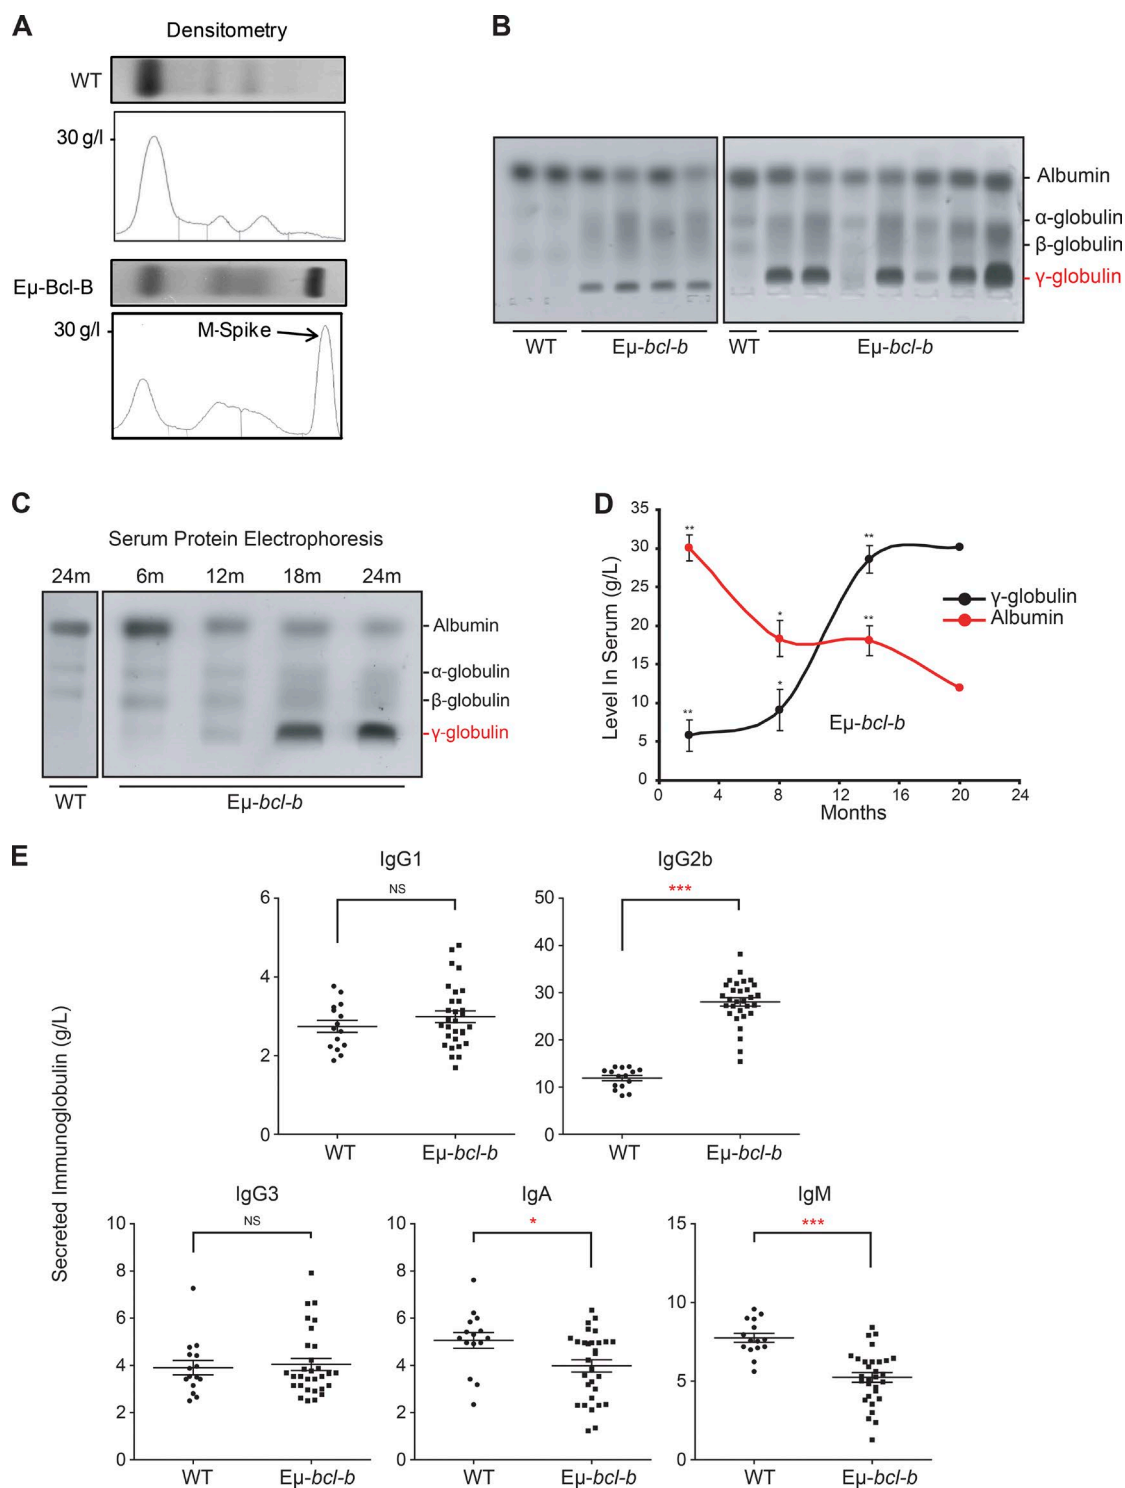 A
Densitometry
WT
30 g/l
Eμ-Bcl-B
30 g/l
M-Spike
B
Albumin
α-globulin
β-globulin
γ-globulin
WT Eμ-bcl-b WT Eμ-bcl-b
C
Serum Protein Electrophoresis
24m 6m 12m 18m 24m
Albumin
α-globulin
β-globulin
γ-globulin
WT Eμ-bcl-b
D
Level In Serum (g/L)
35
30
25
20
15
10
5
0
** **
* **
** *
γ-globulin
Albumin
Eμ-bcl-b
0 4 8 12 16 20 24
Months
E
Secreted Immunoglobulin (g/L)
IgG1
NS
6
4
2
0
WT Eμ-bcl-b
IgG2b
***
50
40
30
20
10
0
WT Eμ-bcl-b
IgG3
NS
10
8
6
4
2
0
WT Eμ-bcl-b
IgA
*
10
8
6
4
2
0
WT Eμ-bcl-b
IgM
***
15
10
5
0
WT Eμ-bcl-b